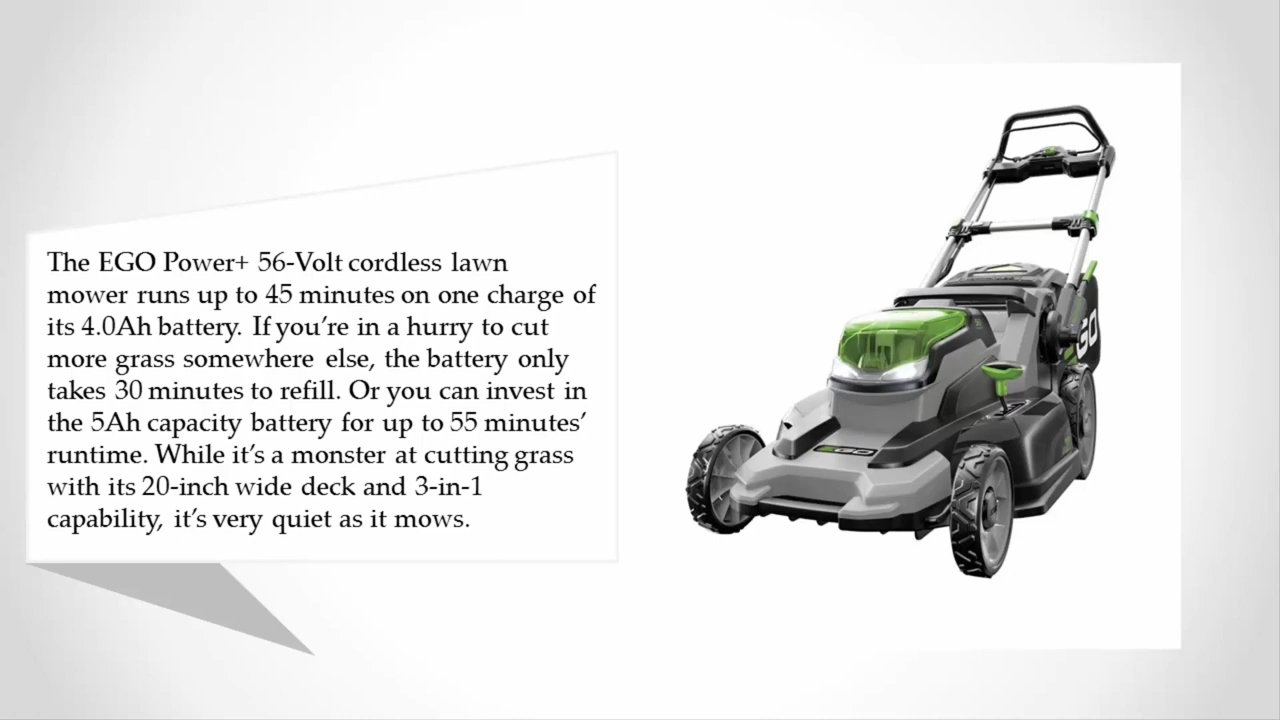 The EGO Power+ 56-Volt cordless lawn
mower runs up to 45 minutes on one charge of
its 4.0Ah battery. If you're in a hurry to cut
more grass somewhere else, the battery only
takes 30 minutes to refill. Or you can invest in
the 5Ah capacity battery for up to 55 minutes'
runtime. While it's a monster at cutting grass
with its 20-inch wide deck and 3-in-1
capability, it's very quiet as it mows.
GO
EGO